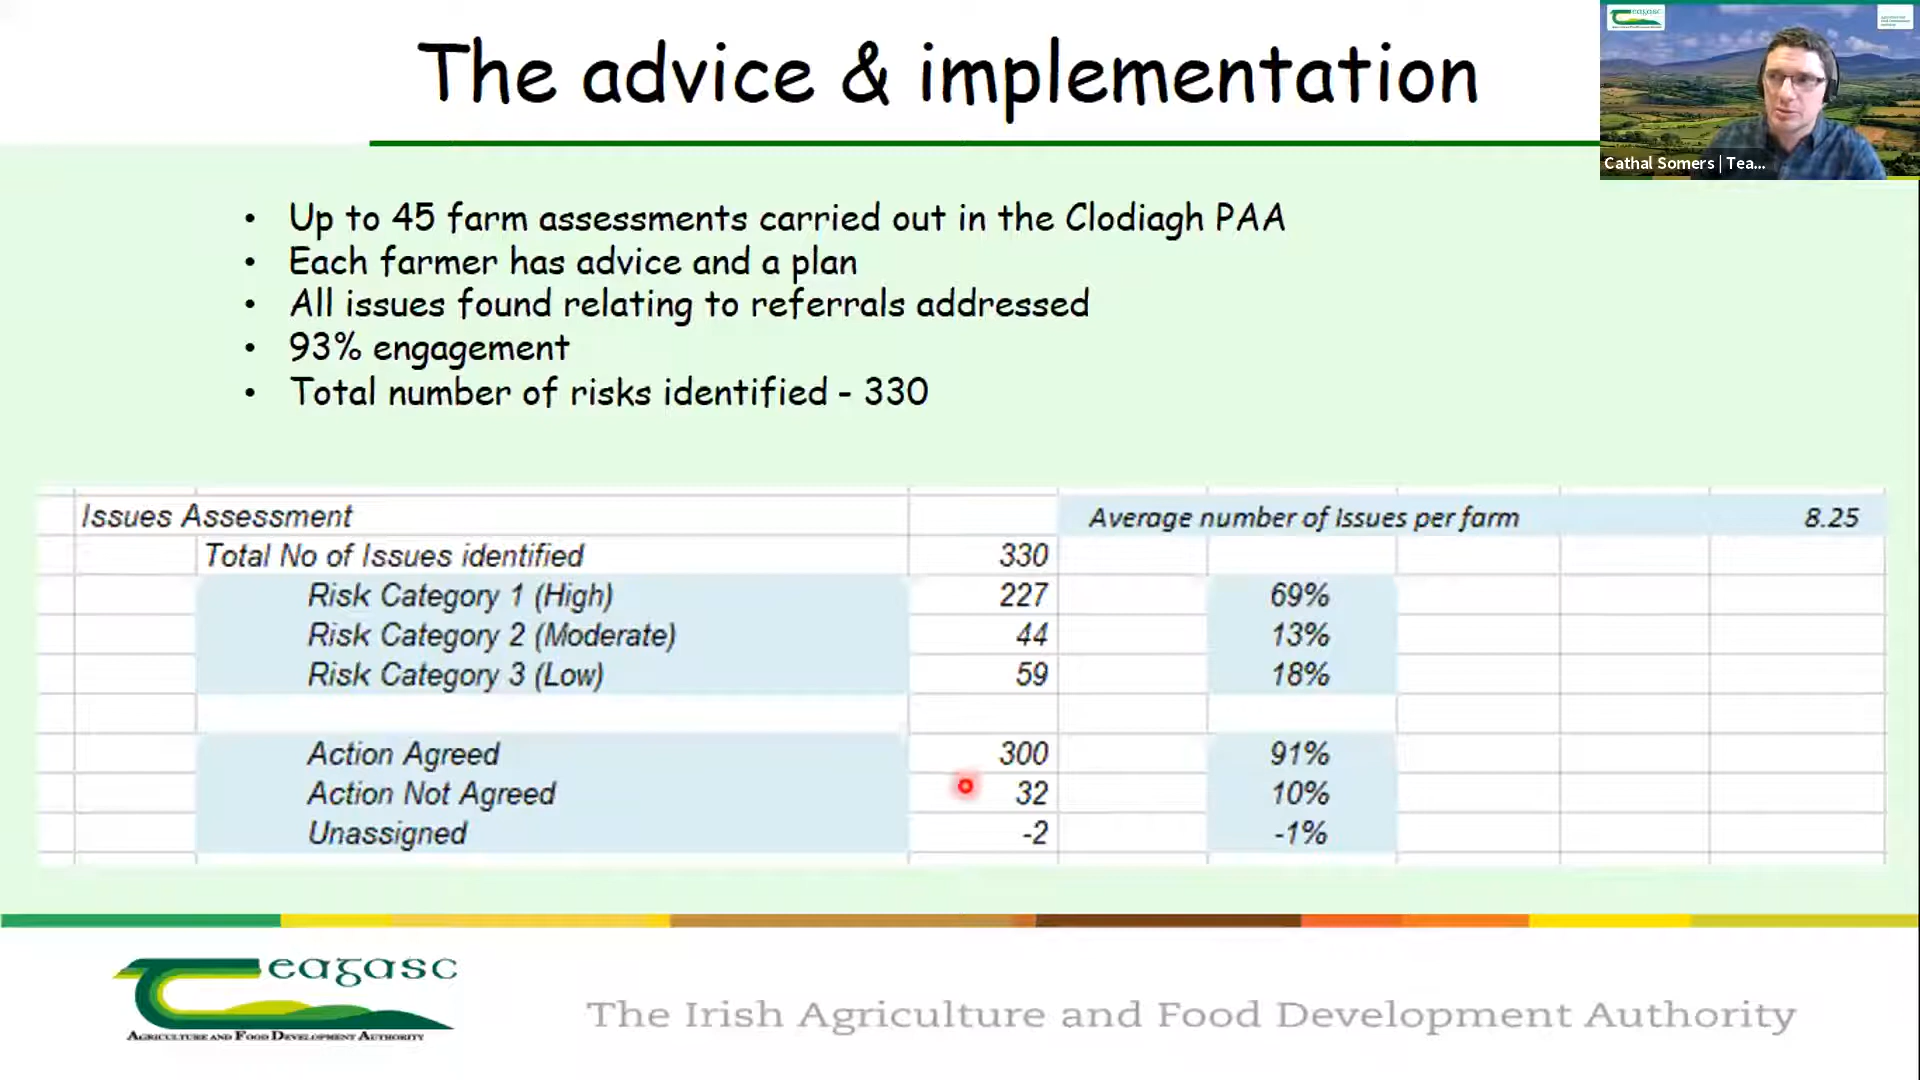 The advice & implementation
eagasc
Cathal Somers | Tea...
• Up to 45 farm assessments carried out in the Clodiagh PAA
• Each farmer has advice and a plan
• All issues found relating to referrals addressed
• 93% engagement
• Total number of risks identified - 330
Issues Assessment Average number of Issues per farm 8.25
Total No of Issues identified 330
Risk Category 1 (High) 227 69%
Risk Category 2 (Moderate) 44 13%
Risk Category 3 (Low) 59 18%
Action Agreed 300 91%
Action Not Agreed 32 10%
Unassigned -2 -1%
Teagasc
AGRICULTURE AND FOOD DEVELOPMENT AUTHORITY
The Irish Agriculture and Food Development Authority